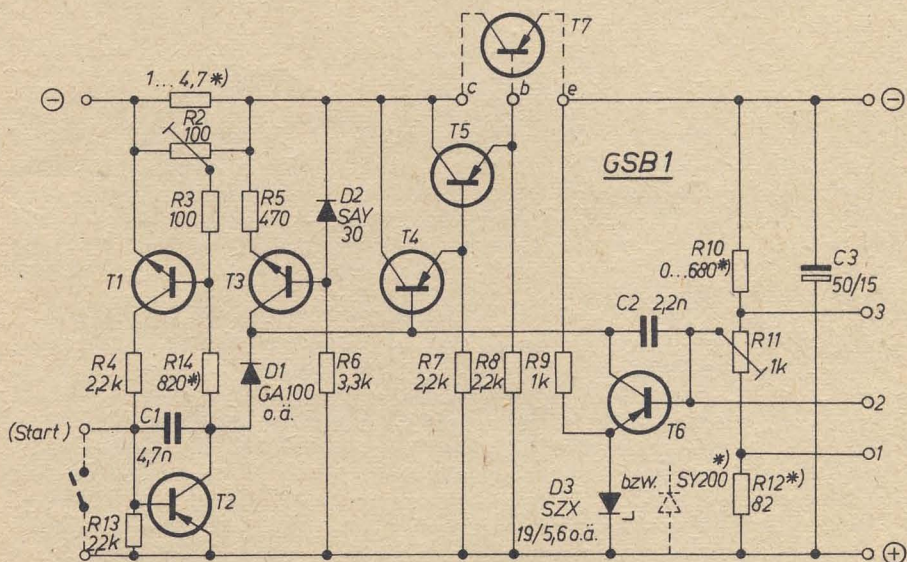 T7
1... 4,7*)
c
b
e
⊖
⊖
R2
100
T5
GSB1
R3
100
R5
470
D2
SAY
30
T4
R10
0...680*)
C3
50/15
T1
T3
C2
2,2n
3
R11
1k
R4
2,2k
R14
820*)
D1
GA100
o.ä.
R6
3,3k
R7
2,2k
R8
2,2k
R9
1k
2
(Start)
C1
4,7n
T6
1
T2
D3
SZX
19/5,6 o.ä.
bzw.
SY200
*)
R12*)
82
R13
22k
⊕